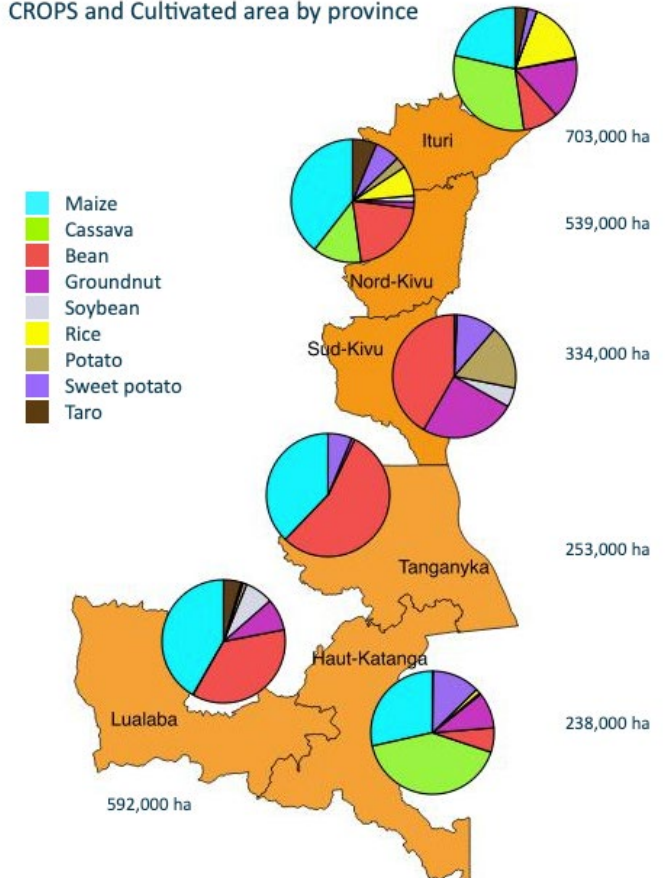 CROPS and Cultivated area by province
Ituri
703,000 ha
539,000 ha
Maize
Cassava
Bean
Groundnut
Soybean
Rice
Potato
Sweet potato
Taro
Nord-Kivu
Sud-Kivu
334,000 ha
253,000 ha
Tanganyka
Haut-Katanga
Lualaba
238,000 ha
592,000 ha